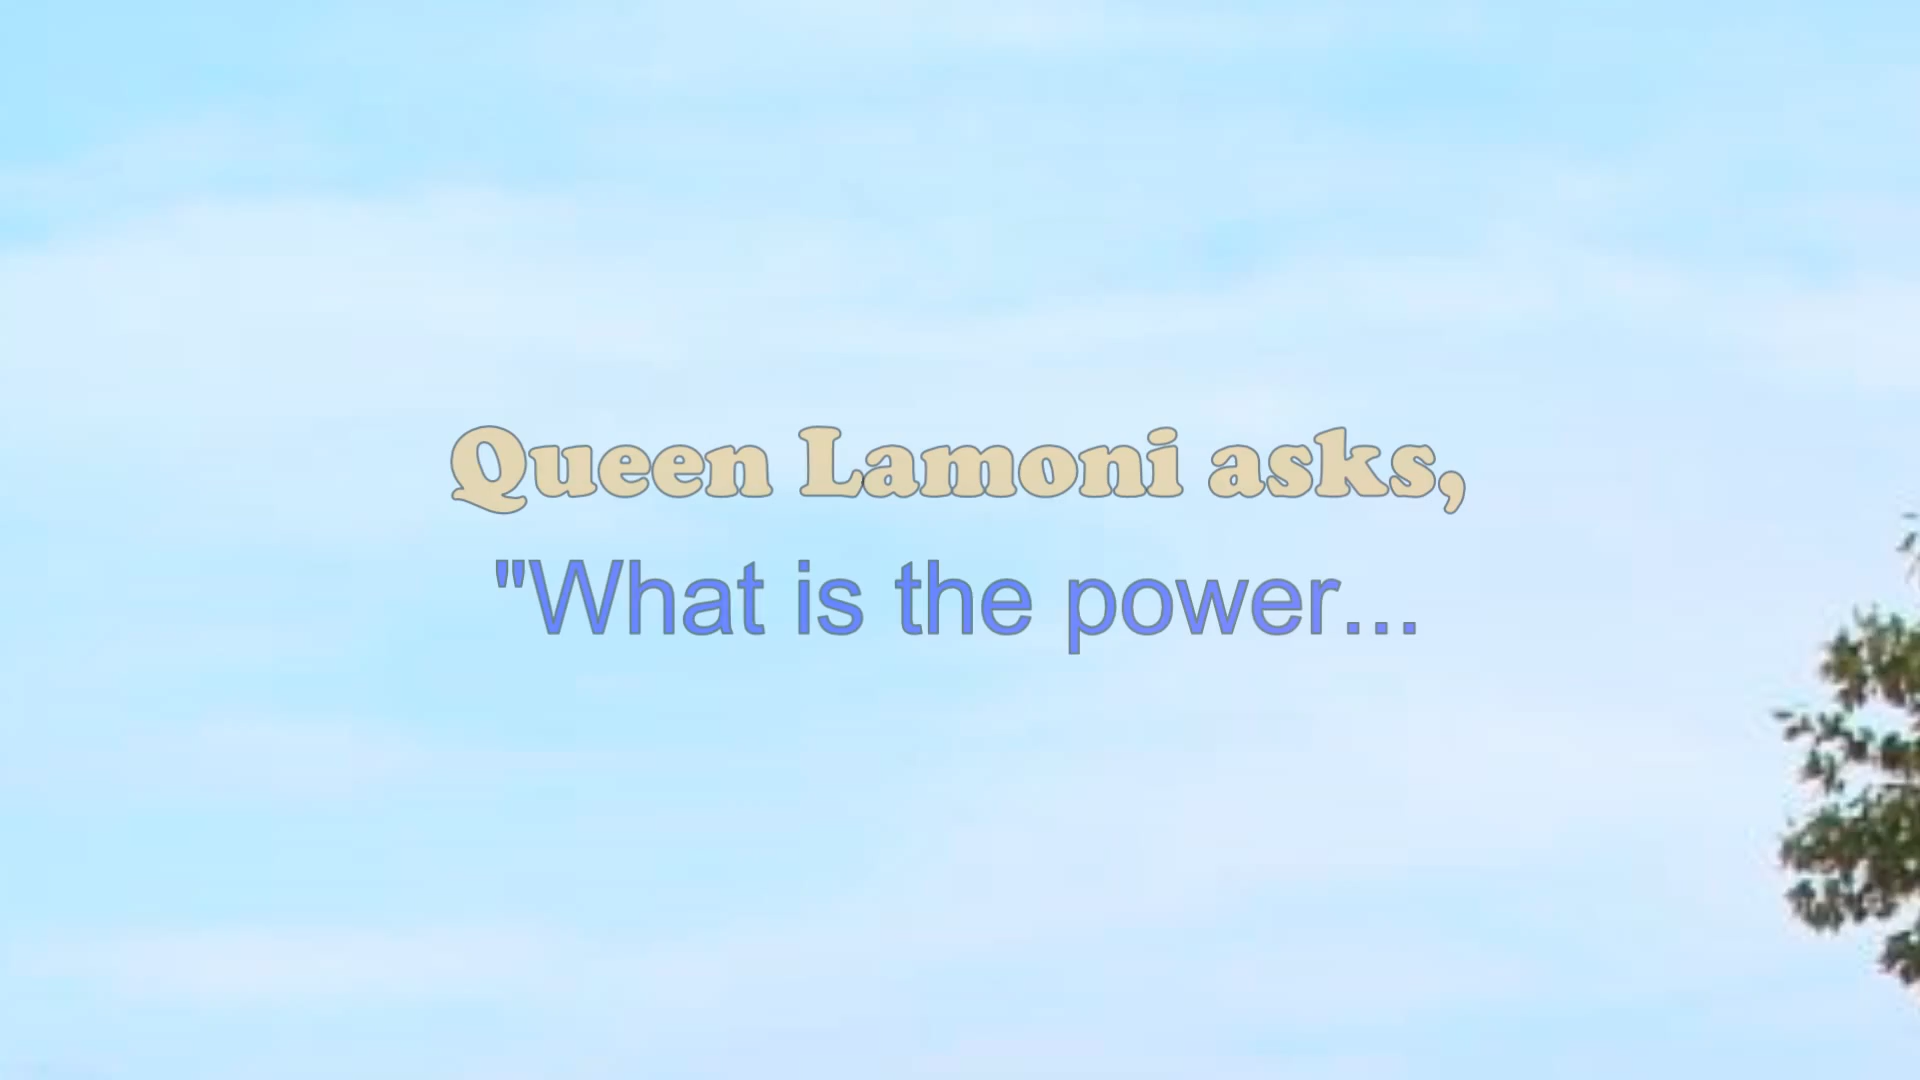 Queen Lamoni asks,
"What is the power...